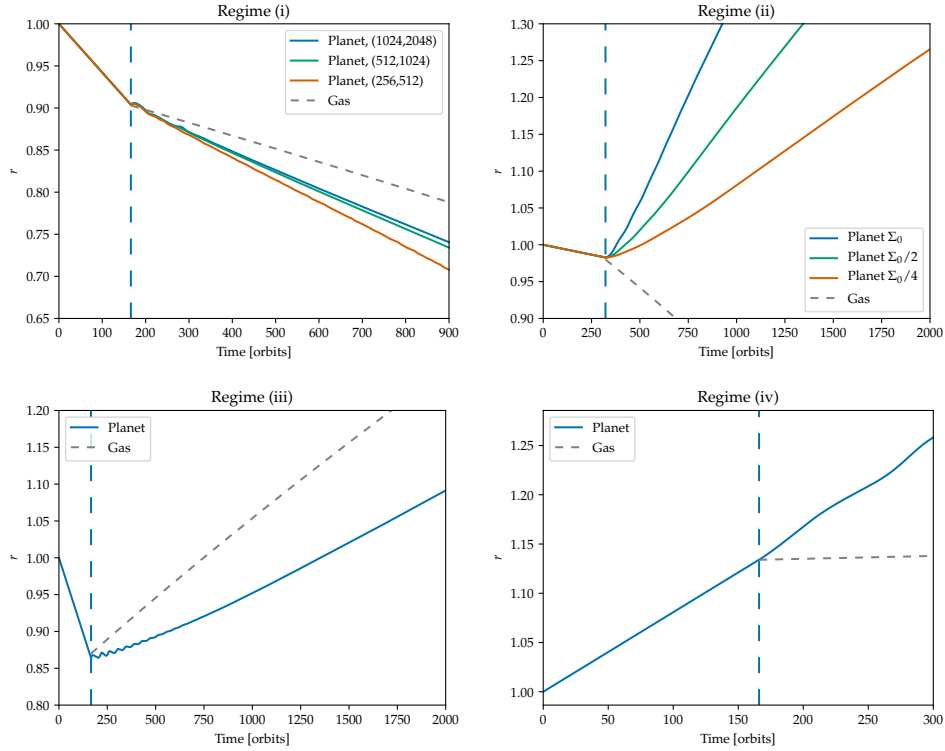 Regime (i)
1.00
0.95
0.90
0.85
0.80
0.75
0.70
0.65
r
Planet, (1024,2048)
Planet, (512,1024)
Planet, (256,512)
Gas
0 100 200 300 400 500 600 700 800 900
Time [orbits]
Regime (ii)
1.30
1.25
1.20
1.15
1.10
1.05
1.00
0.95
0.90
r
Planet Σ₀
Planet Σ₀/2
Planet Σ₀/4
Gas
0 250 500 750 1000 1250 1500 1750 2000
Time [orbits]
Regime (iii)
1.20
1.15
1.10
1.05
1.00
0.95
0.90
0.85
0.80
r
Planet
Gas
0 250 500 750 1000 1250 1500 1750 2000
Time [orbits]
Regime (iv)
1.25
1.20
1.15
1.10
1.05
1.00
r
Planet
Gas
0 50 100 150 200 250 300
Time [orbits]